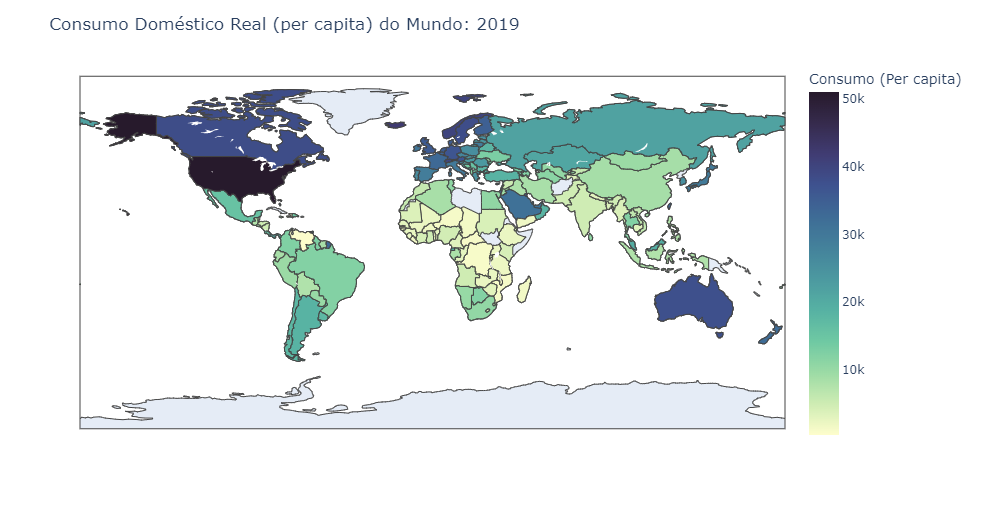 Consumo Doméstico Real (per capita) do Mundo: 2019
Consumo (Per capita)
50k
40k
30k
20k
10k